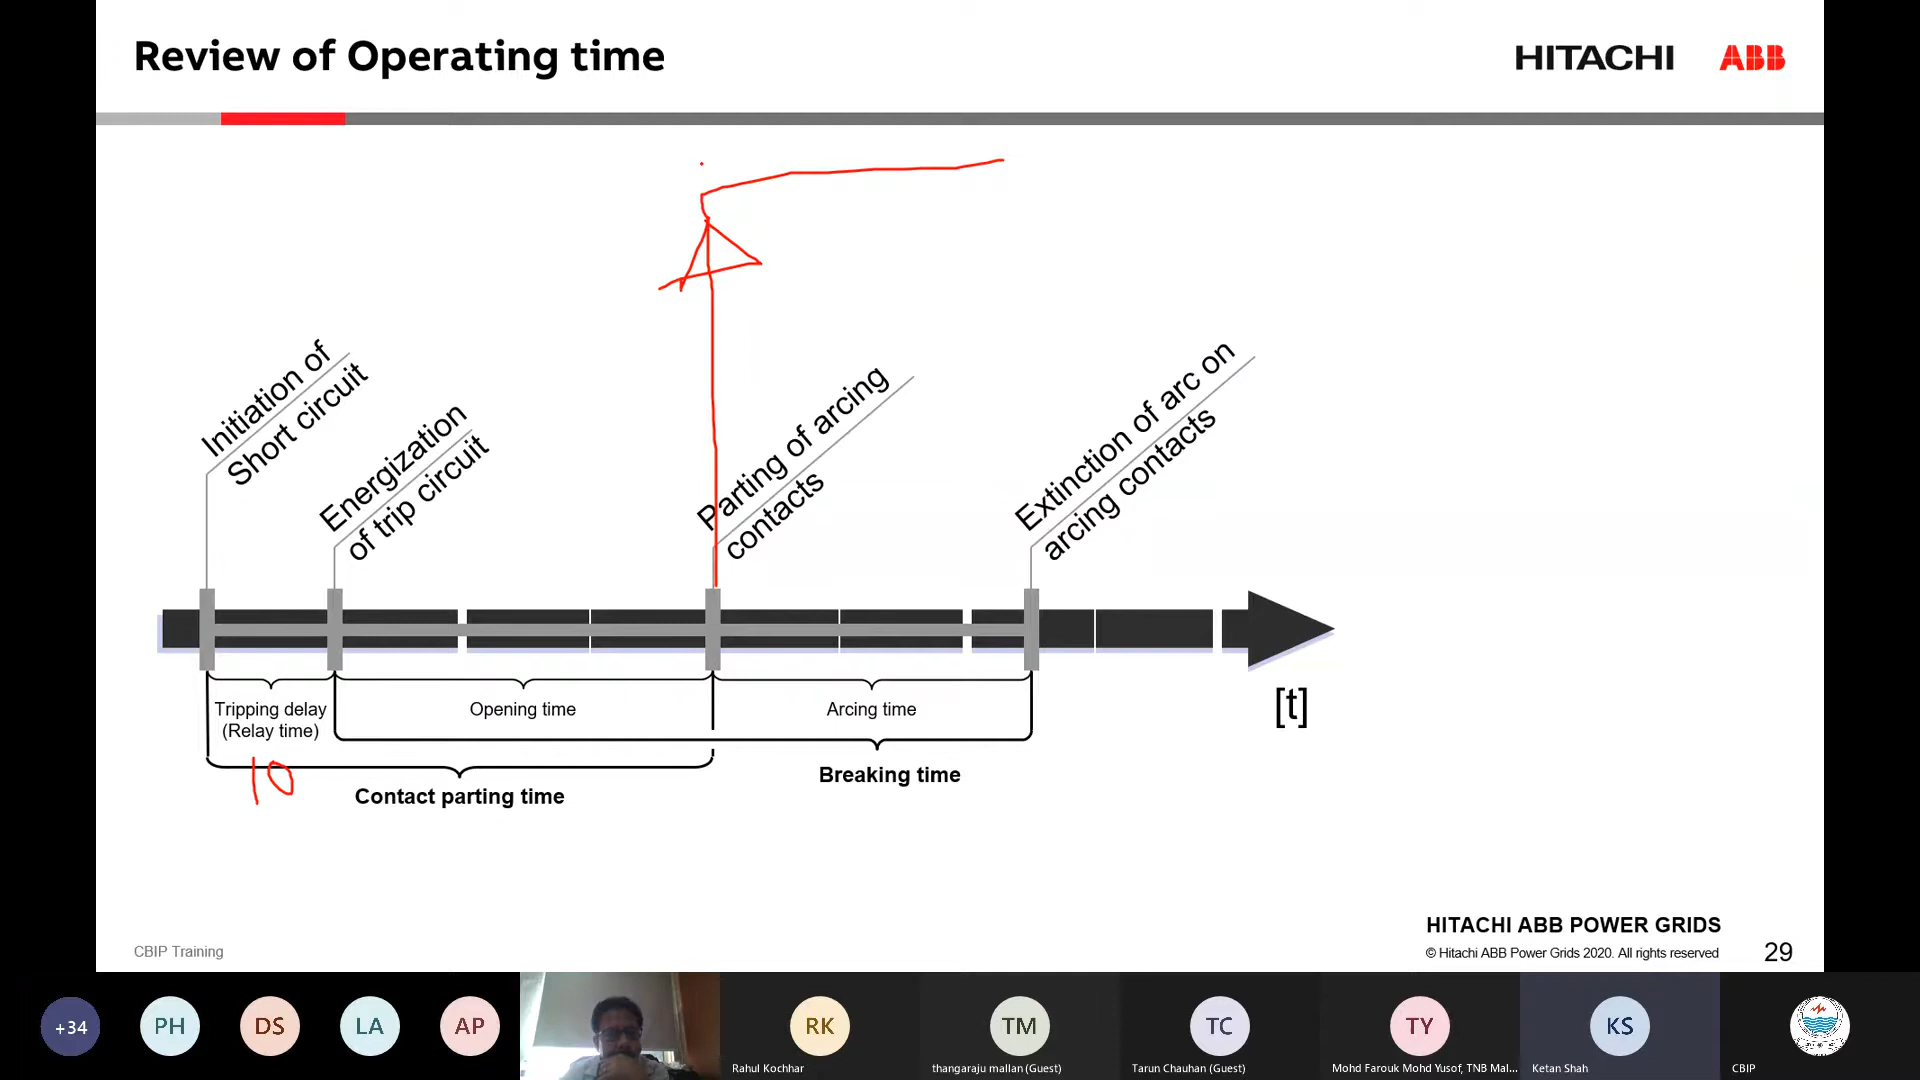 Review of Operating time
HITACHI ABB
Initiation of
Short circuit
Energization
of trip circuit
Parting of arcing
contacts
Extinction of arc on
arcing contacts
[t]
Tripping delay
(Relay time)
Opening time
Arcing time
10
Breaking time
Contact parting time
HITACHI ABB POWER GRIDS
CBIP Training
© Hitachi ABB Power Grids 2020. All rights reserved
29
+34
PH
DS
LA
AP
RK
TM
TC
TY
KS
Rahul Kochhar
thangaraju mallan (Guest)
Tarun Chauhan (Guest)
Mohd Farouk Mohd Yusof, TNB Mal...
Ketan Shah
CBIP